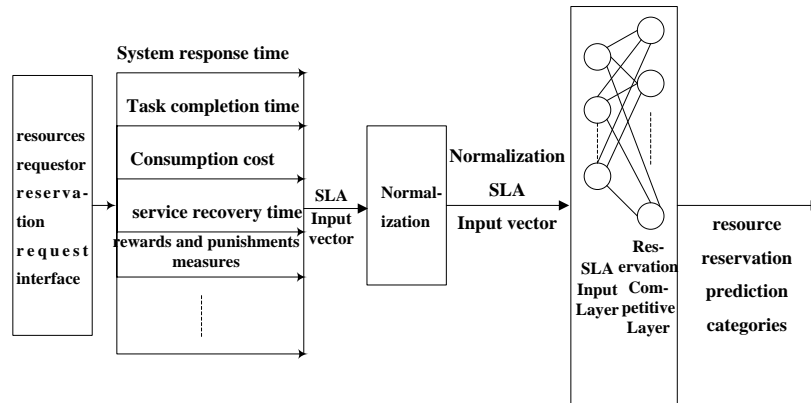 resources
requestor
reserva-
tion
request
interface
System response time
Task completion time
Consumption cost
service recovery time
rewards and punishments
measures
SLA
Input
vector
Normal-
ization
Normalization
SLA
Input vector
SLA
Input
Layer
Res-
ervation
Com-
petitive
Layer
resource
reservation
prediction
categories